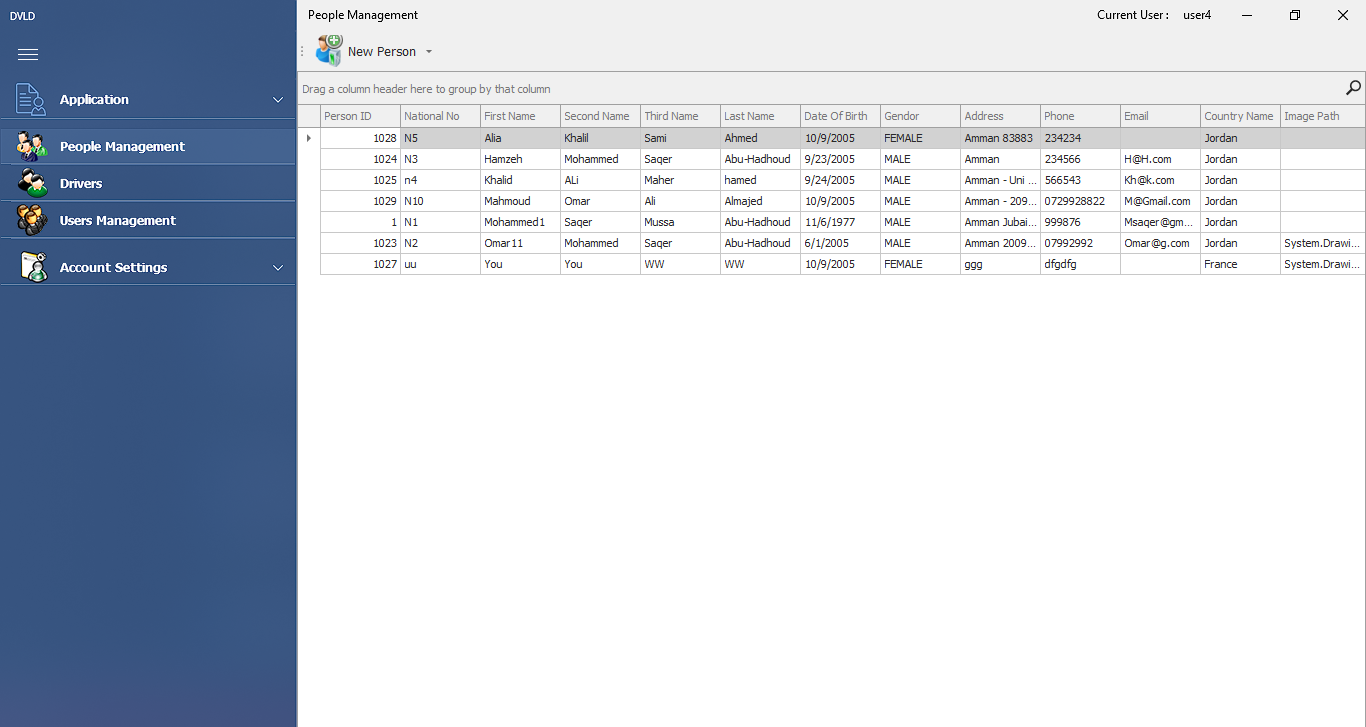 DVLD
People Management
Current User : user4
New Person
Application
People Management
Drivers
Users Management
Account Settings
Drag a column header here to group by that column
Person ID National No First Name Second Name Third Name Last Name Date Of Birth Gendor Address Phone Email Country Name Image Path
1028 N5 Alia Khalil Sami Ahmed 10/9/2005 FEMALE Amman 83883 234234 Jordan
1024 N3 Hamzeh Mohammed Saqer Abu-Hadhoud 9/23/2005 MALE Amman 234566 H@H.com Jordan
1025 n4 Khalid ALi Maher hamed 9/24/2005 MALE Amman - Uni ... 566543 Kh@k.com Jordan
1029 N10 Mahmoud Omar Ali Almajed 10/9/2005 MALE Amman - 209... 0729928822 M@Gmail.com Jordan
1 N1 Mohammed1 Saqer Mussa Abu-Hadhoud 11/6/1977 MALE Amman Jubai... 999876 Msaqer@gm... Jordan
1023 N2 Omar11 Mohammed Saqer Abu-Hadhoud 6/1/2005 MALE Amman 2009... 07992992 Omar@g.com Jordan System.Drawi...
1027 uu You You WW WW 10/9/2005 FEMALE ggg dfgdfg France System.Drawi...